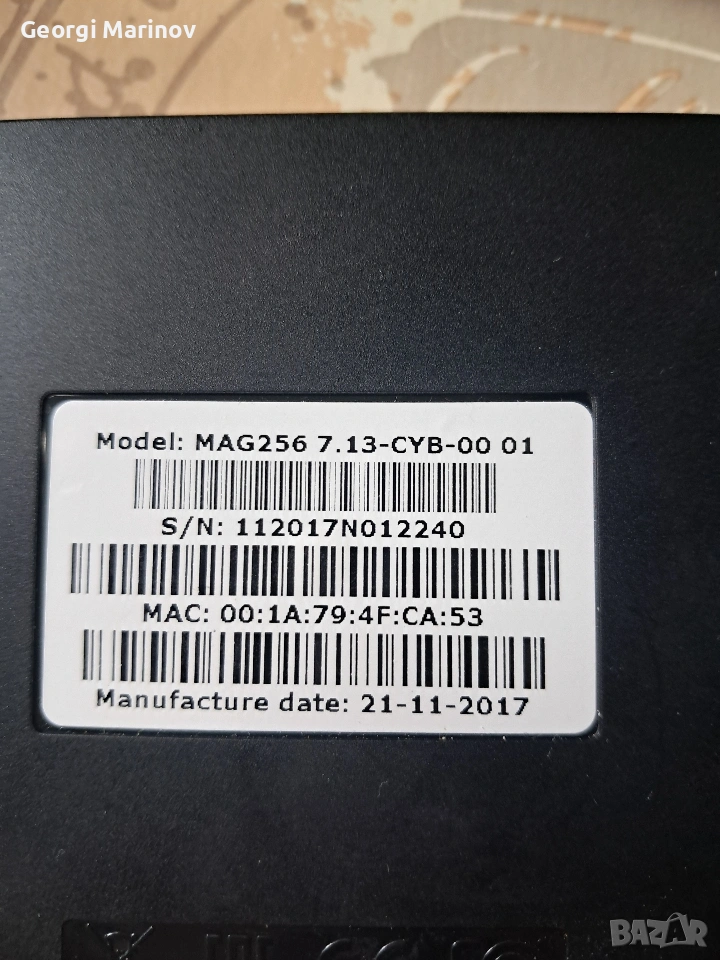 Georgi Marinov
Model: MAG256 7.13-CYB-00 01
S/N: 112017N012240
MAC: 00:1A:79:4F:CA:53
Manufacture date: 21-11-2017
BAZAR